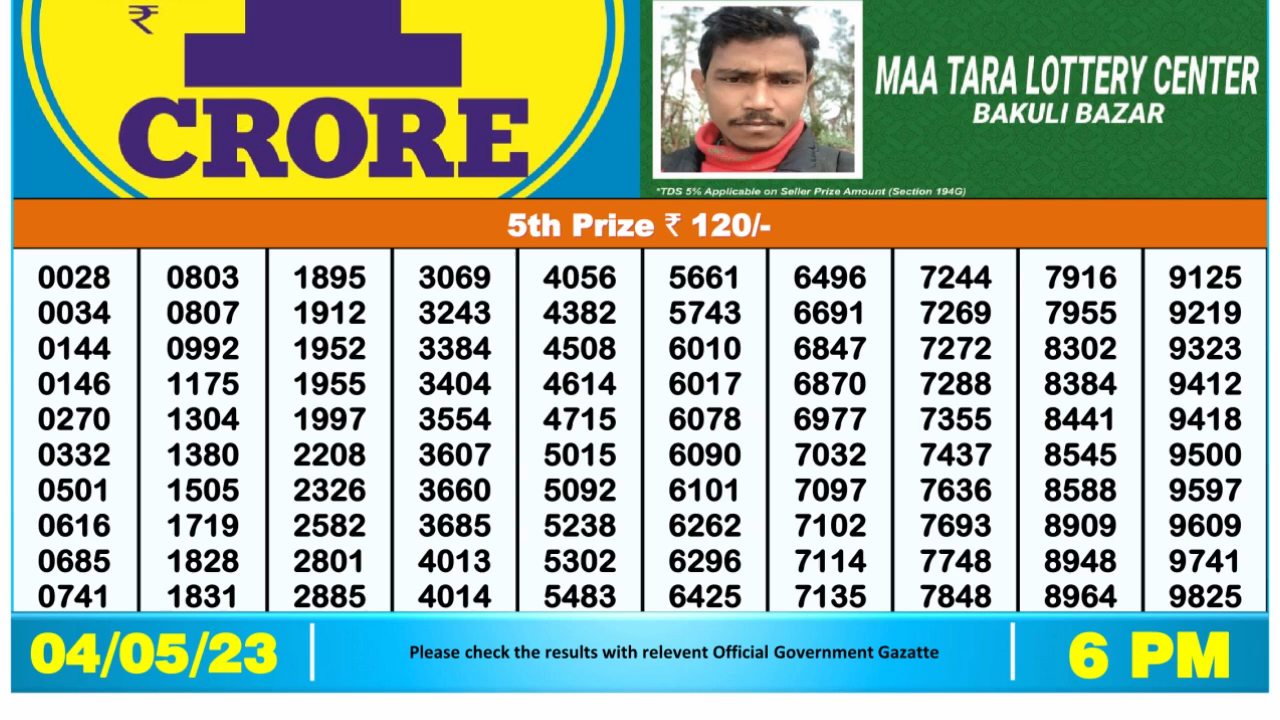 ₹
1
CRORE
MAA TARA LOTTERY CENTER
BAKULI BAZAR
*TDS 5% Applicable on Seller Prize Amount (Section 194G)
5th Prize ₹ 120/-
0028 0803 1895 3069 4056 5661 6496 7244 7916 9125
0034 0807 1912 3243 4382 5743 6691 7269 7955 9219
0144 0992 1952 3384 4508 6010 6847 7272 8302 9323
0146 1175 1955 3404 4614 6017 6870 7288 8384 9412
0270 1304 1997 3554 4715 6078 6977 7355 8441 9418
0332 1380 2208 3607 5015 6090 7032 7437 8545 9500
0501 1505 2326 3660 5092 6101 7097 7636 8588 9597
0616 1719 2582 3685 5238 6262 7102 7693 8909 9609
0685 1828 2801 4013 5302 6296 7114 7748 8948 9741
0741 1831 2885 4014 5483 6425 7135 7848 8964 9825
04/05/23
Please check the results with relevent Official Government Gazatte
6 PM